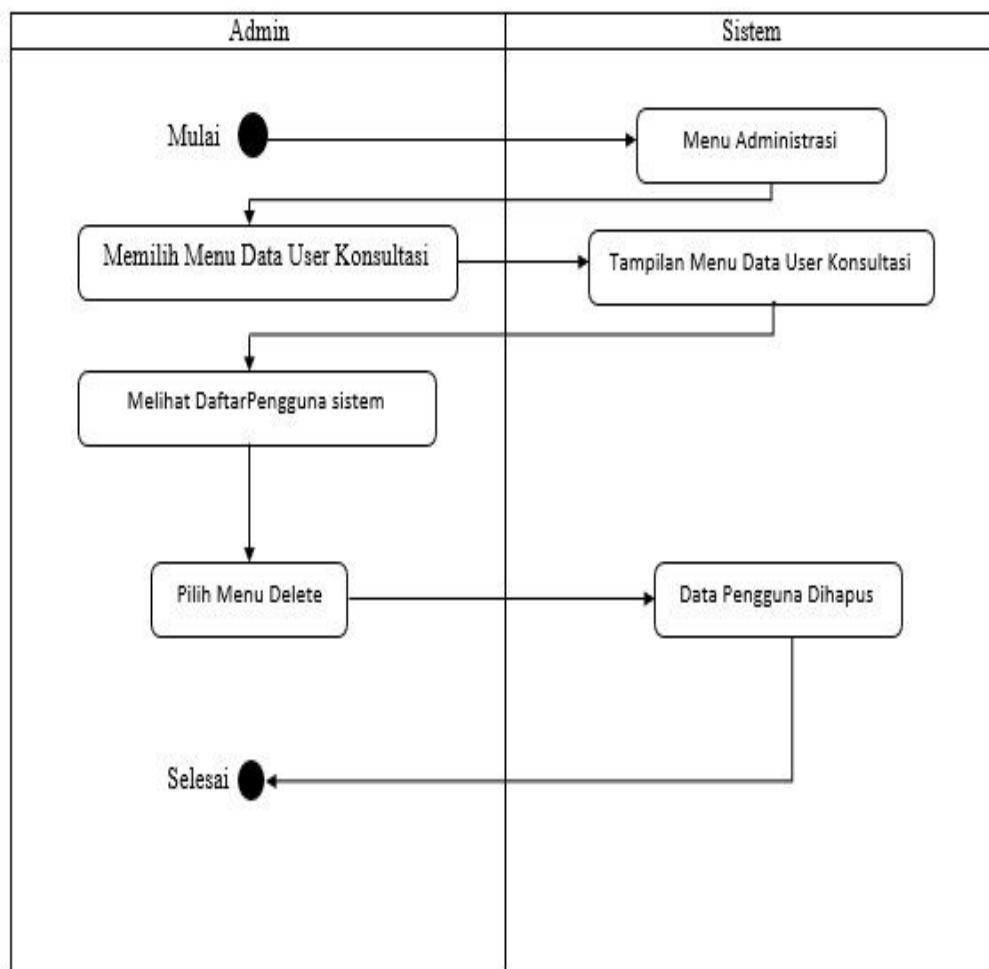 Admin
Sistem
Mulai
Menu Administrasi
Memilih Menu Data User Konsultasi
Tampilan Menu Data User Konsultasi
Melihat DaftarPengguna sistem
Pilih Menu Delete
Data Pengguna Dihapus
Selesai